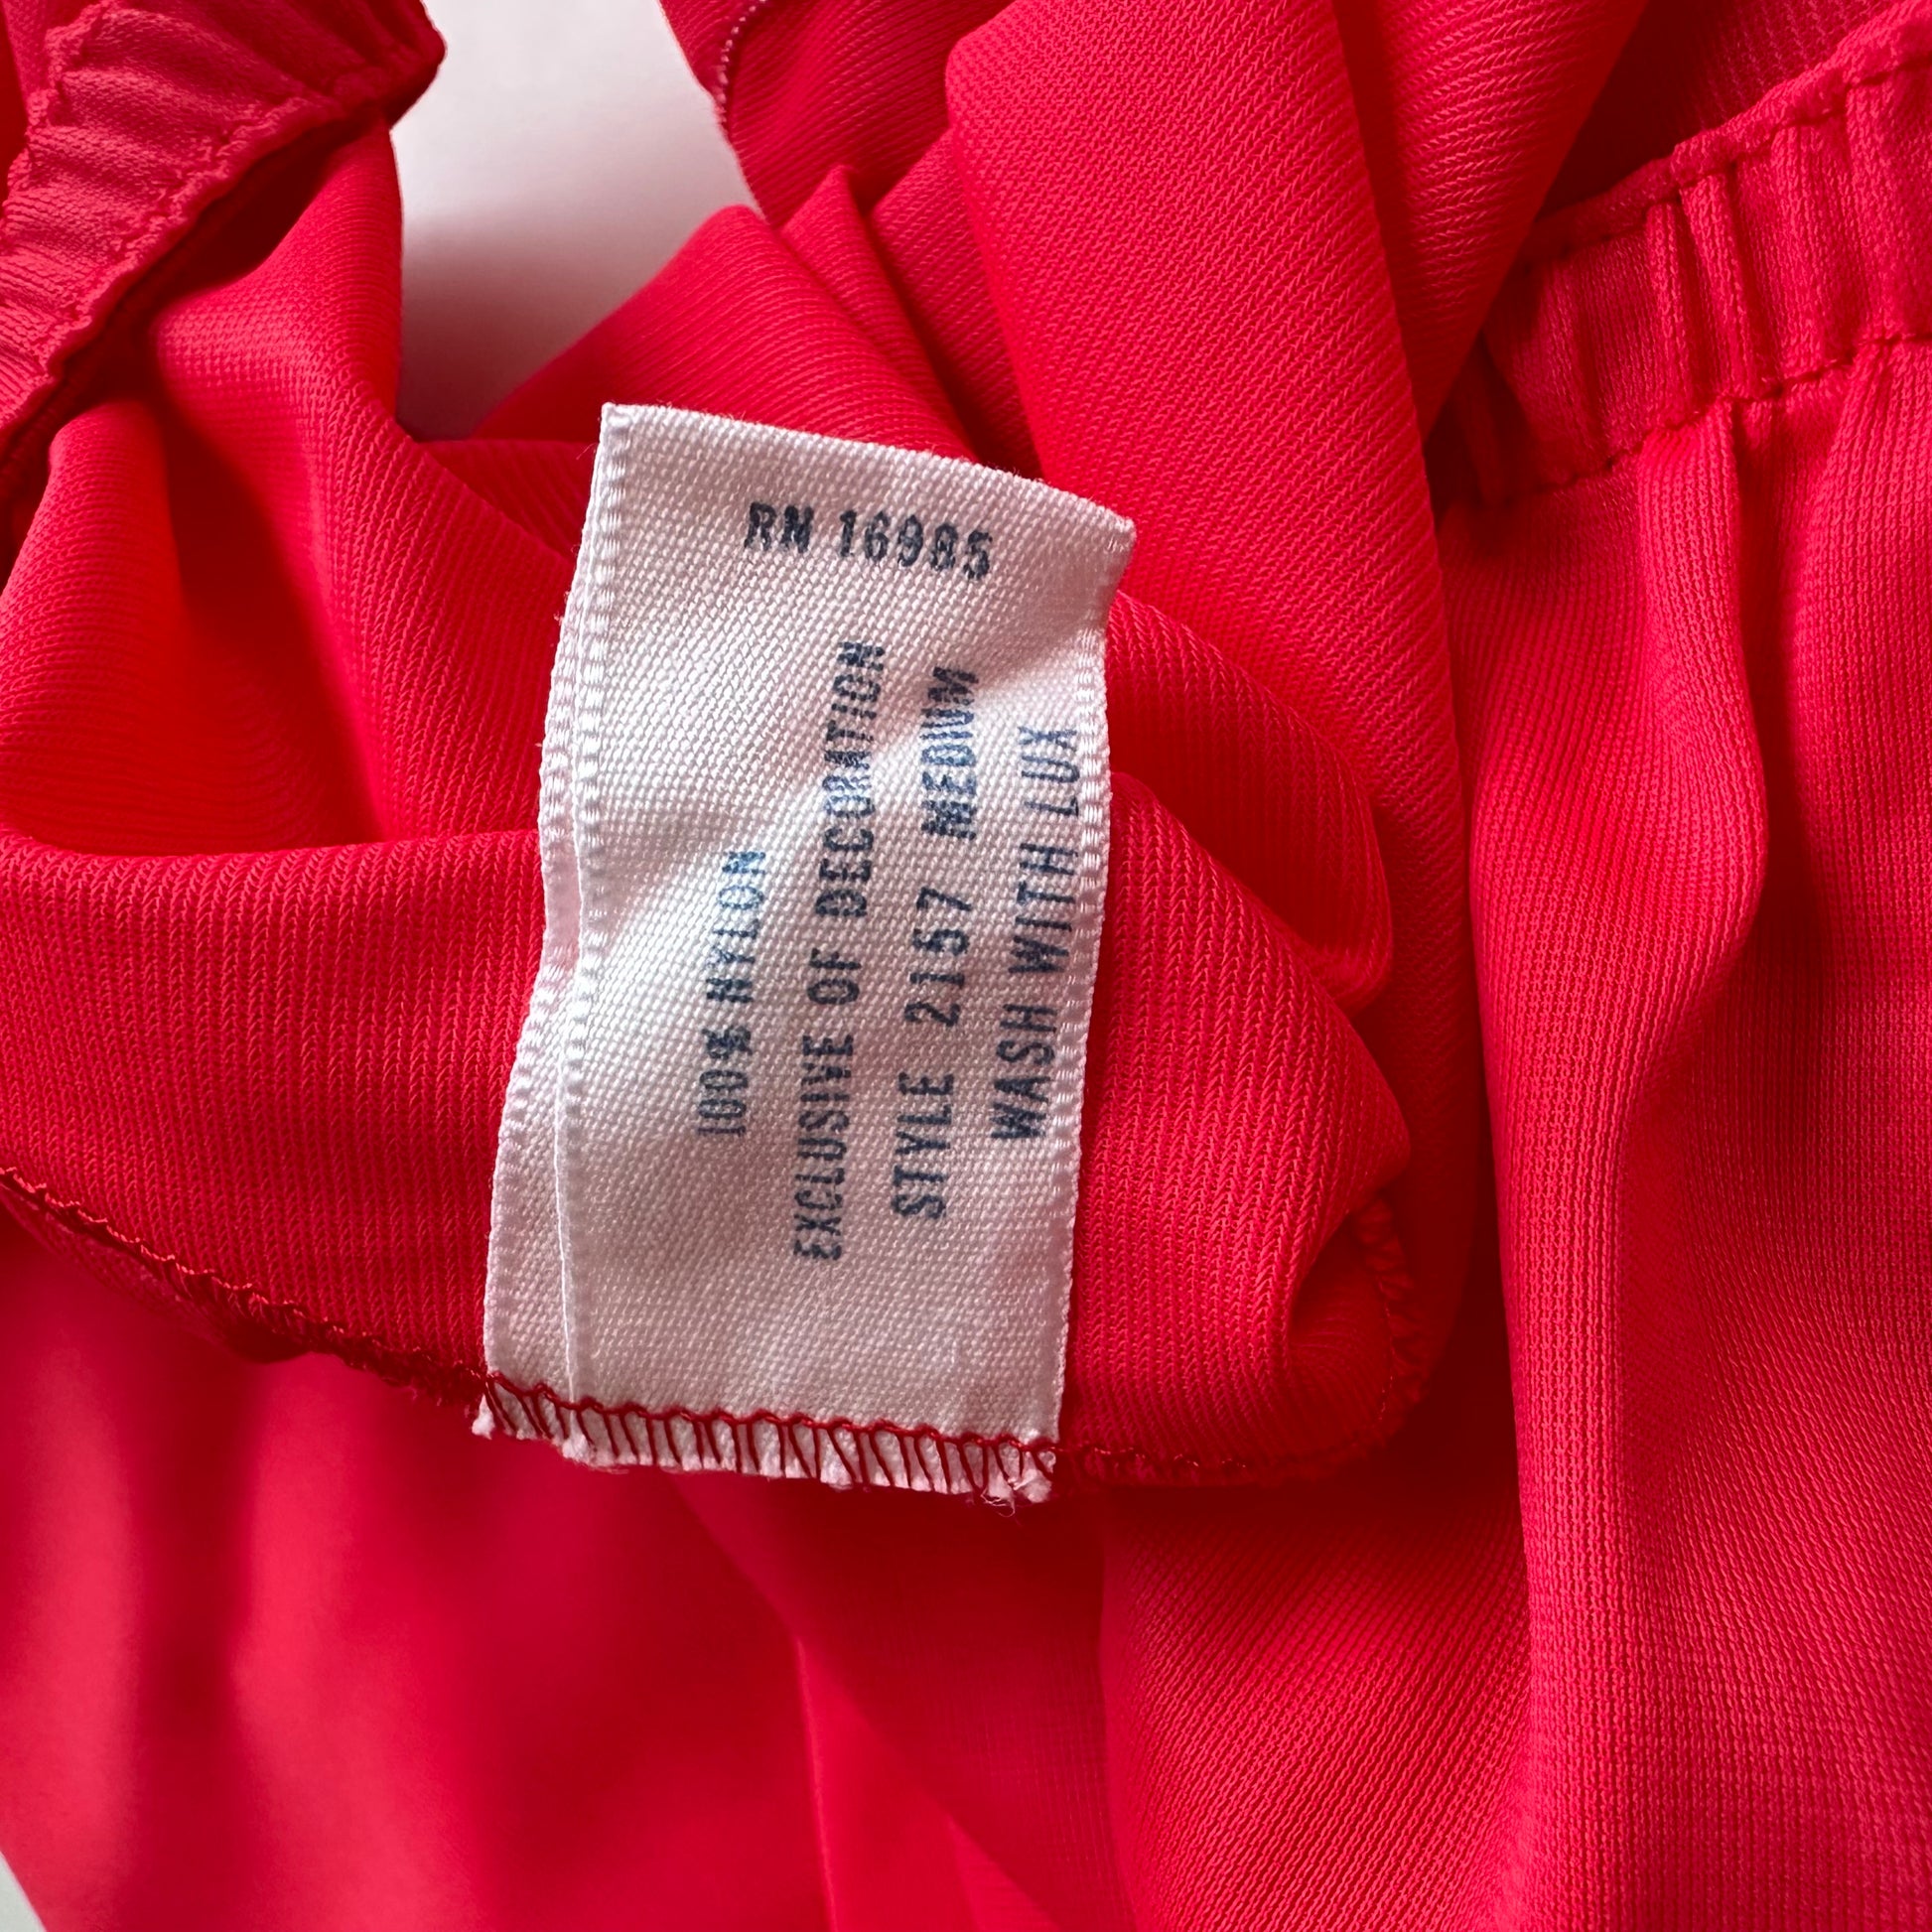 RN 16985
100% NYLON
EXCLUSIVE OF DECORATION
STYLE 2157 MEDIUM
WASH WITH LUX